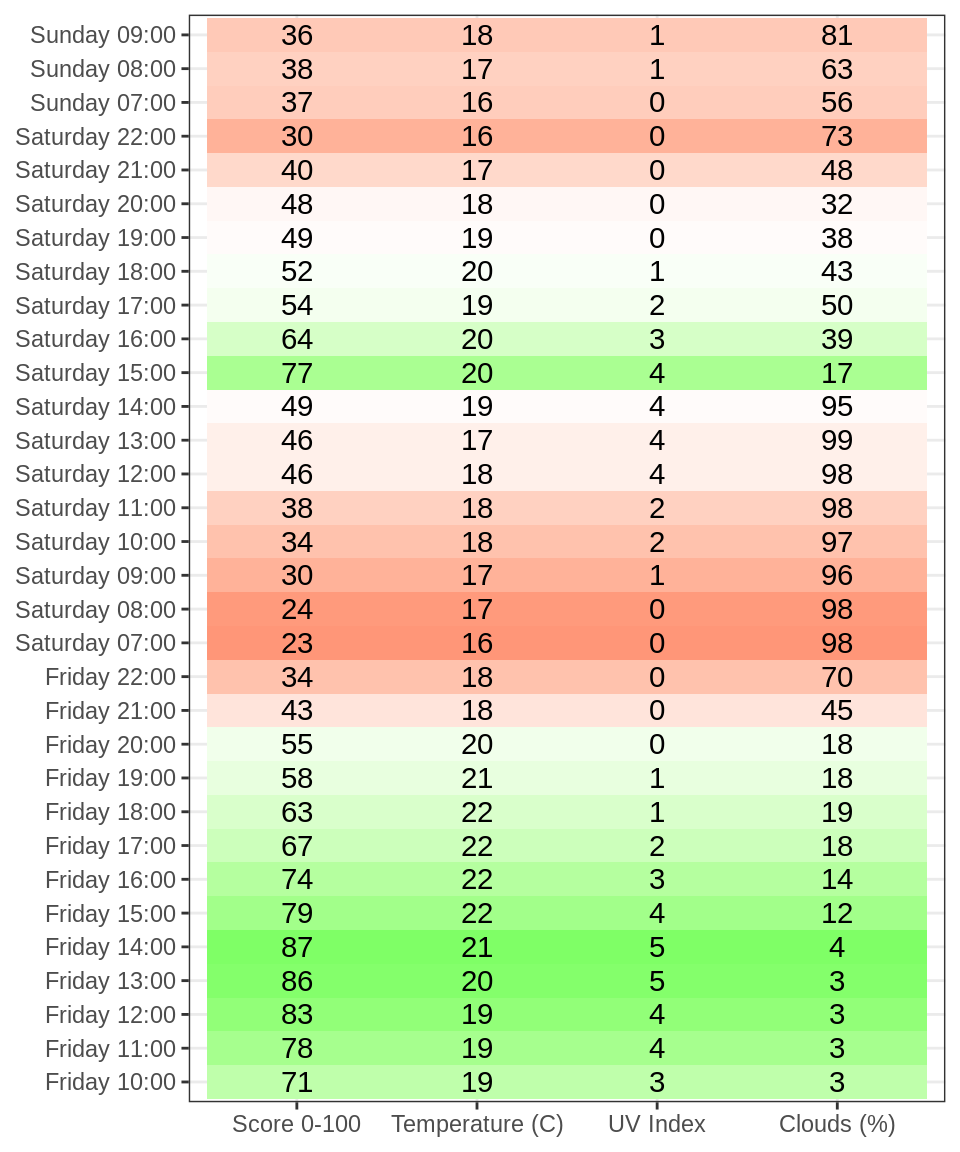 Sunday 09:00 36 18 1 81
Sunday 08:00 38 17 1 63
Sunday 07:00 37 16 0 56
Saturday 22:00 30 16 0 73
Saturday 21:00 40 17 0 48
Saturday 20:00 48 18 0 32
Saturday 19:00 49 19 0 38
Saturday 18:00 52 20 1 43
Saturday 17:00 54 19 2 50
Saturday 16:00 64 20 3 39
Saturday 15:00 77 20 4 17
Saturday 14:00 49 19 4 95
Saturday 13:00 46 17 4 99
Saturday 12:00 46 18 4 98
Saturday 11:00 38 18 2 98
Saturday 10:00 34 18 2 97
Saturday 09:00 30 17 1 96
Saturday 08:00 24 17 0 98
Saturday 07:00 23 16 0 98
Friday 22:00 34 18 0 70
Friday 21:00 43 18 0 45
Friday 20:00 55 20 0 18
Friday 19:00 58 21 1 18
Friday 18:00 63 22 1 19
Friday 17:00 67 22 2 18
Friday 16:00 74 22 3 14
Friday 15:00 79 22 4 12
Friday 14:00 87 21 5 4
Friday 13:00 86 20 5 3
Friday 12:00 83 19 4 3
Friday 11:00 78 19 4 3
Friday 10:00 71 19 3 3
Score 0-100 Temperature (C) UV Index Clouds (%)